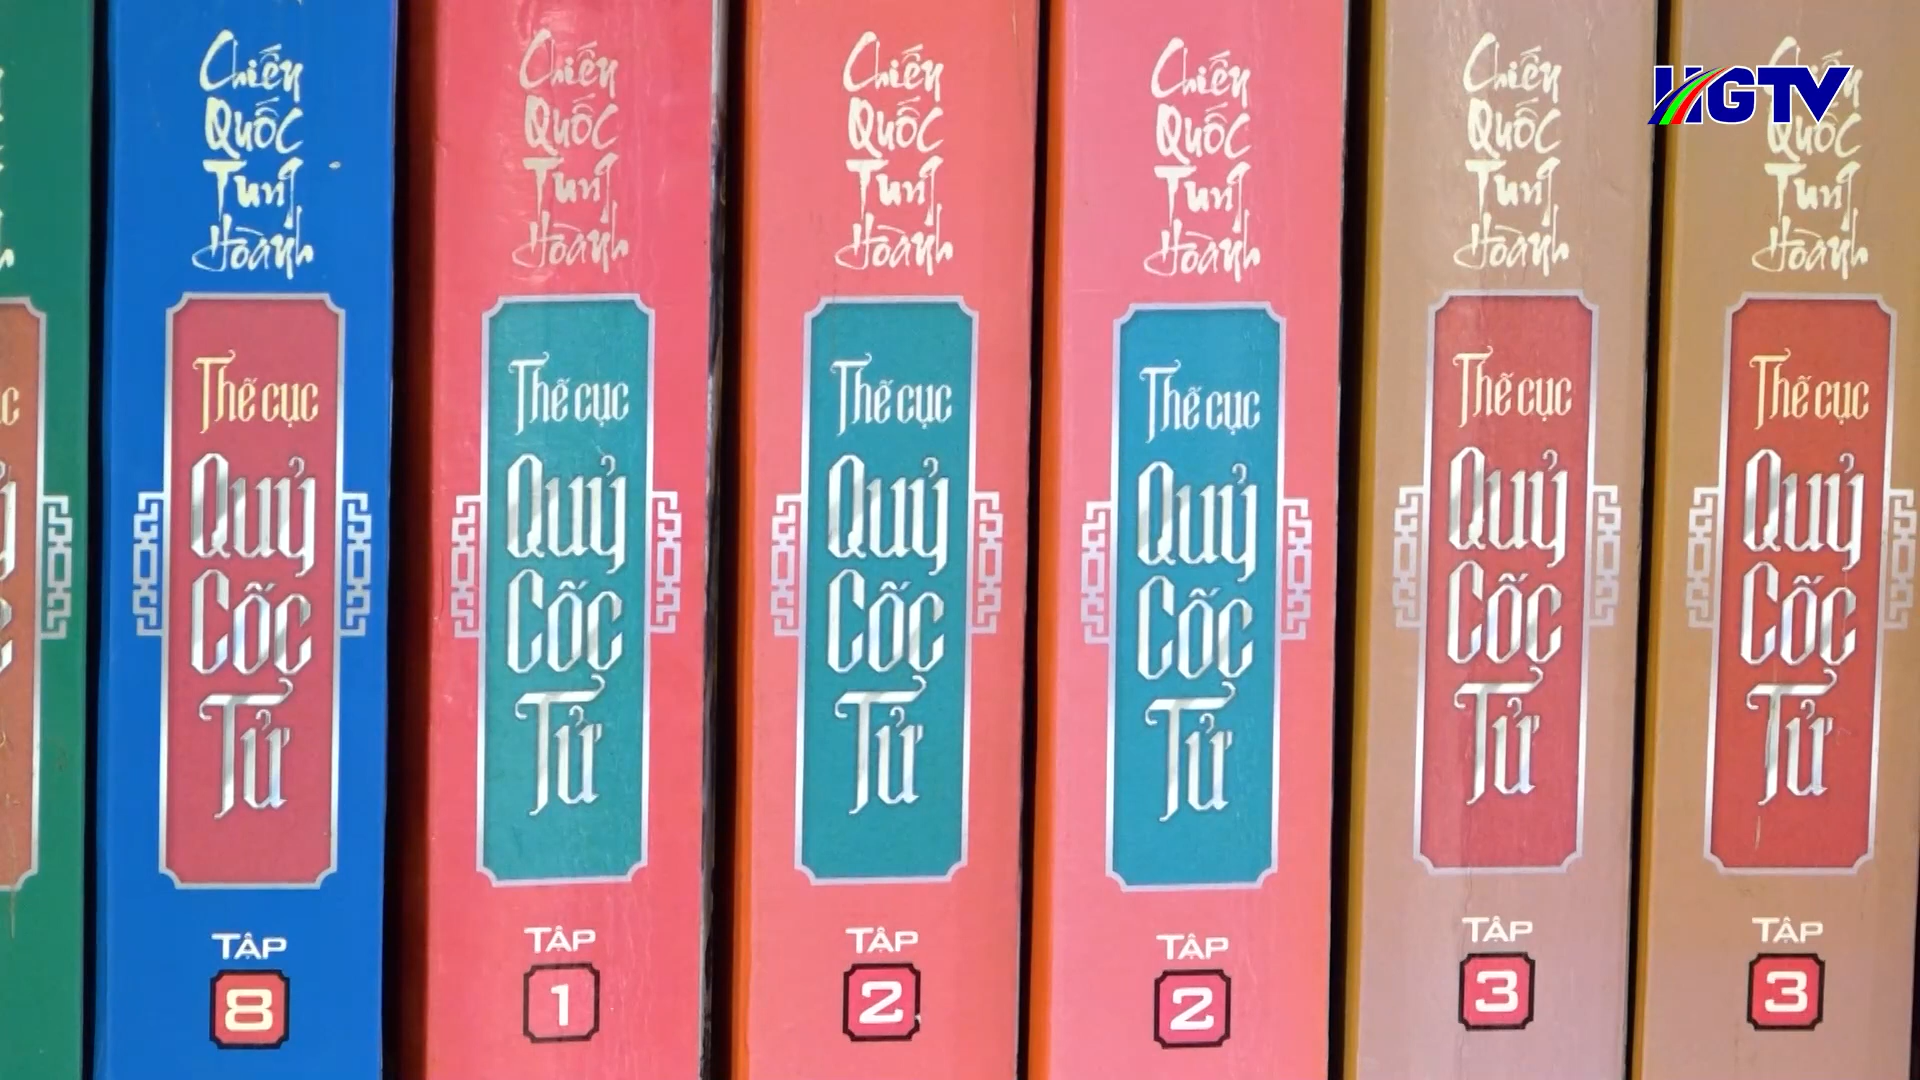 Chiến
Quốc
Tung
Hoành
Thế cục
Quỷ
Cốc
Tử
TẬP
8
Chiến
Quốc
Tung
Hoành
Thế cục
Quỷ
Cốc
Tử
TẬP
1
Chiến
Quốc
Tung
Hoành
Thế cục
Quỷ
Cốc
Tử
TẬP
2
Chiến
Quốc
Tung
Hoành
Thế cục
Quỷ
Cốc
Tử
TẬP
2
Chiến
Quốc
Tung
Hoành
Thế cục
Quỷ
Cốc
Tử
TẬP
3
HGTV
Chiến
Quốc
Tung
Hoành
Thế cục
Quỷ
Cốc
Tử
TẬP
3